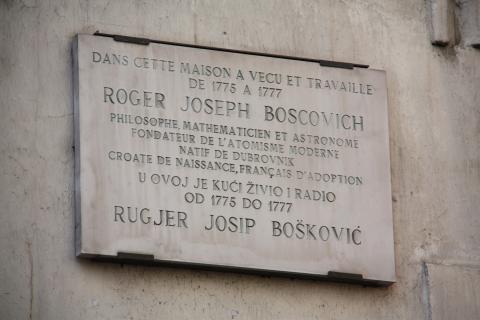 DANS CETTE MAISON A VECU ET TRAVAILLE
DE 1775 A 1777
ROGER JOSEPH BOSCOVICH
PHILOSOPHE, MATHEMATICIEN ET ASTRONOME
FONDATEUR DE L'ATOMISME MODERNE
NATIF DE DUBROVNIK
CROATE DE NAISSANCE, FRANÇAIS D'ADOPTION
U OVOJ JE KUĆI ŽIVIO I RADIO
OD 1775 DO 1777
RUGJER JOSIP BOŠKOVIĆ